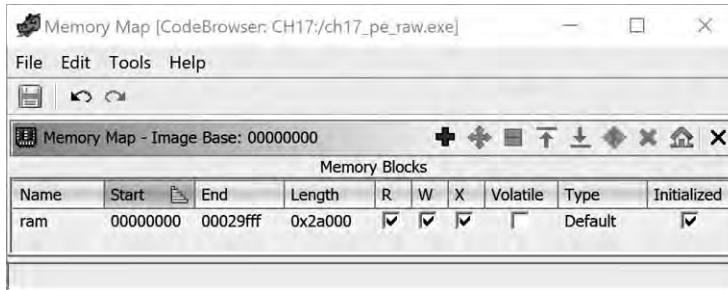 Memory Map [CodeBrowser: CH17:/ch17_pe_raw.exe]
File Edit Tools Help
Memory Map - Image Base: 00000000
Memory Blocks
Name Start End Length R W X Volatile Type Initialized
ram 00000000 00029fff 0x2a000 Default